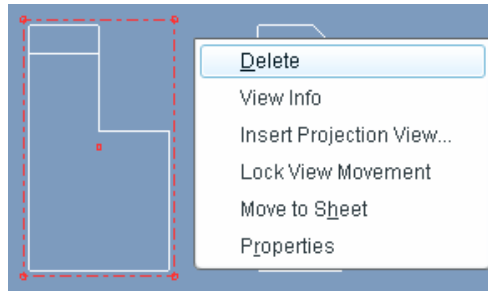 Delete
View Info
Insert Projection View...
Lock View Movement
Move to Sheet
Properties